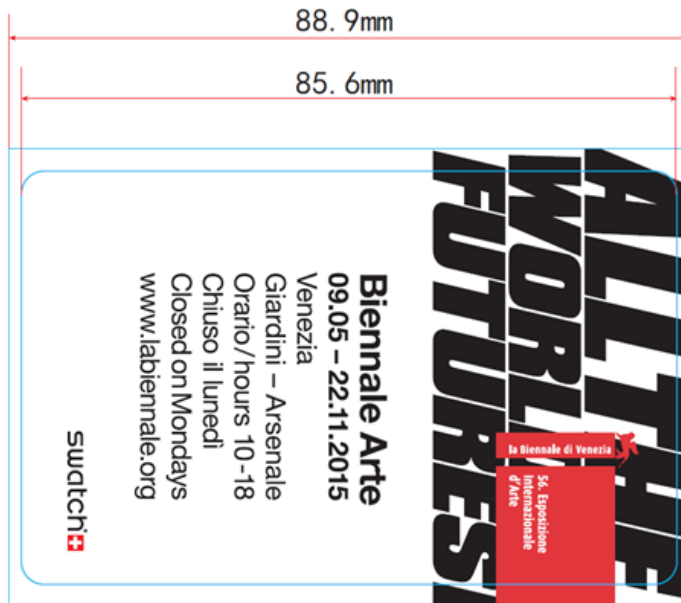 88.9mm
85.6mm
ALL THE
WORLD'S
FUTURES
la Biennale di Venezia
56. Esposizione
Internazionale
d'Arte
Biennale Arte
09.05 – 22.11.2015
Venezia
Giardini – Arsenale
Orario/hours 10-18
Chiuso il lunedì
Closed on Mondays
www.labiennale.org
swatch